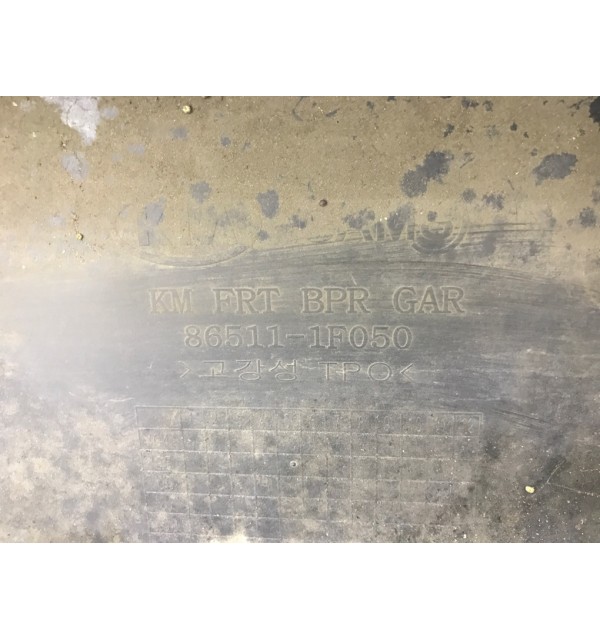 KM FRT BPR GAR
86511-1F050
>고강성 TPO<